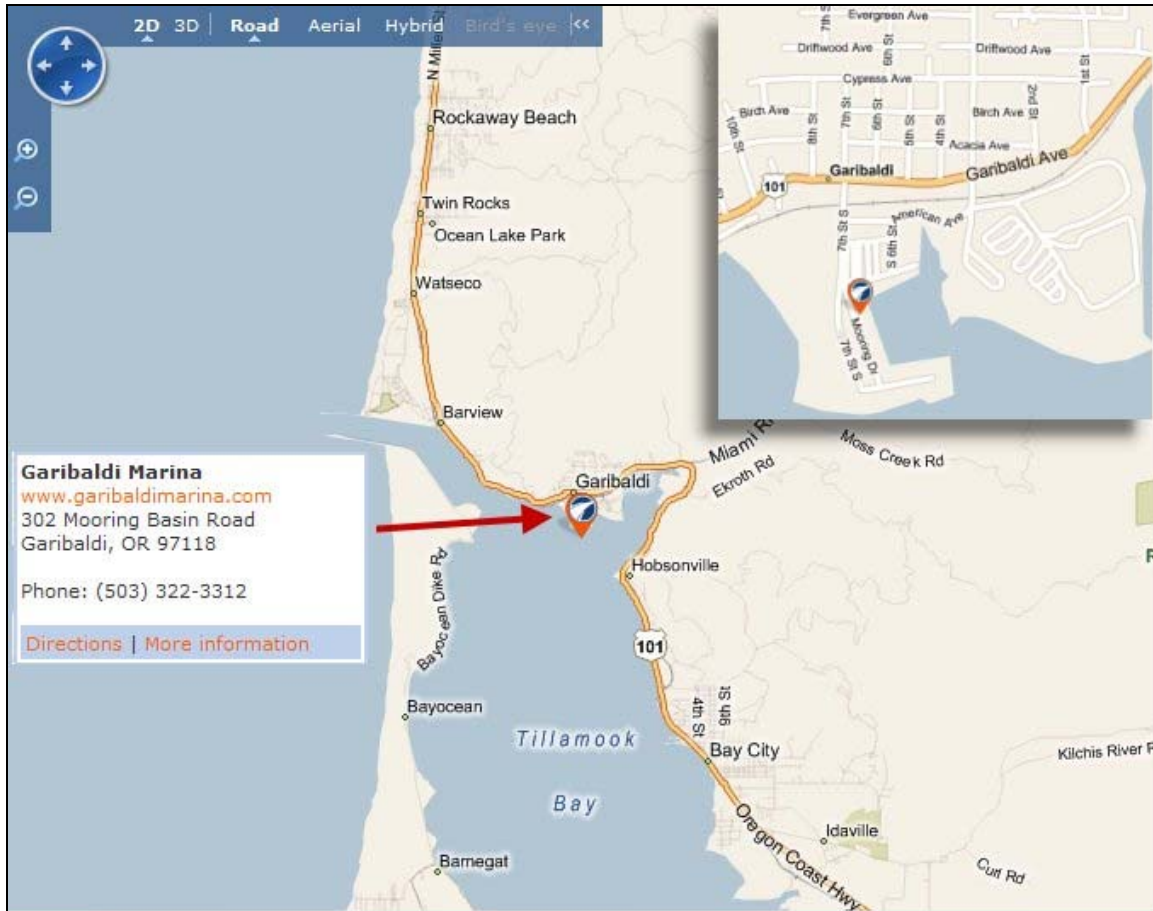 2D 3D | Road Aerial Hybrid Bird's eye <<
N Miller St
Rockaway Beach
Twin Rocks
Ocean Lake Park
Watseco
Barview
Garibaldi
Miami
Ekroth Rd
Moss Creek Rd
Hobsonville
101
Bayocean Dike Rd
Bayocean
Tillamook
Bay
4th St
9th St
Bay City
Kilchis River
Oregon Coast Hwy
Idaville
Curl Rd
Barnegat
Garibaldi Marina
www.garibaldimarina.com
302 Mooring Basin Road
Garibaldi, OR 97118
Phone: (503) 322-3312
Directions | More information
7th St
Evergreen Ave
Driftwood Ave
6th St
Driftwood Ave
1st St
Cypress Ave
2nd St
Birch Ave
7th St
6th St
Birch Ave
10th St
8th St
5th St
4th St
Acacia Ave
Garibaldi
Garibaldi Ave
101
7th St S
American Ave
S 6th St
Mooring Dr
7th St S